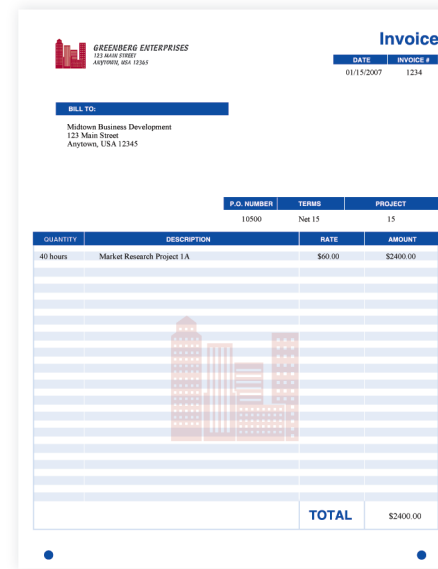 Invoice
GREENBERG ENTERPRISES
123 MAIN STREET
ANYTOWN, USA 12365
DATE INVOICE #
01/15/2007 1234
BILL TO:
Midtown Business Development
123 Main Street
Anytown, USA 12345
P.O. NUMBER TERMS PROJECT
10500 Net 15 15
QUANTITY DESCRIPTION RATE AMOUNT
40 hours Market Research Project 1A $60.00 $2400.00
TOTAL $2400.00